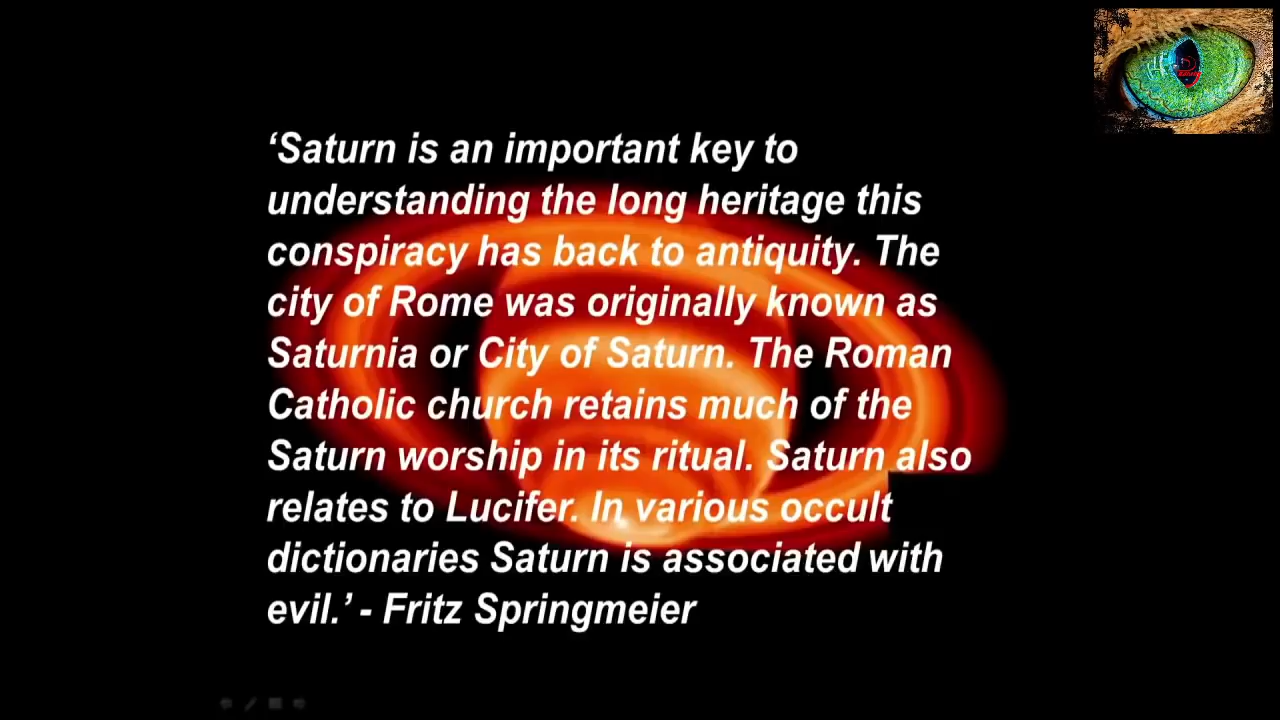 ‘Saturn is an important key to
understanding the long heritage this
conspiracy has back to antiquity. The
city of Rome was originally known as
Saturnia or City of Saturn. The Roman
Catholic church retains much of the
Saturn worship in its ritual. Saturn also
relates to Lucifer. In various occult
dictionaries Saturn is associated with
evil.’ - Fritz Springmeier